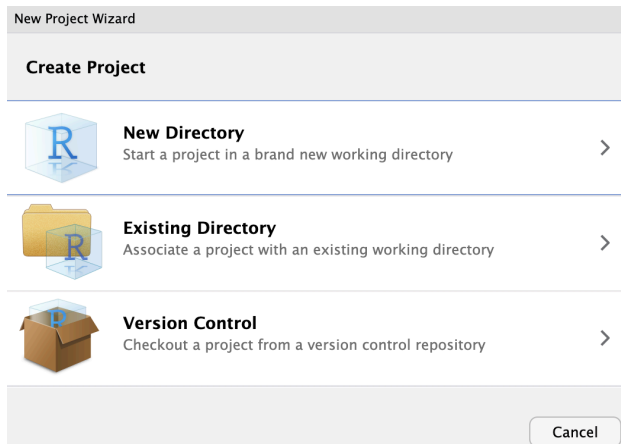 New Project Wizard
Create Project
R
New Directory
Start a project in a brand new working directory
R
Existing Directory
Associate a project with an existing working directory
R
Version Control
Checkout a project from a version control repository
Cancel